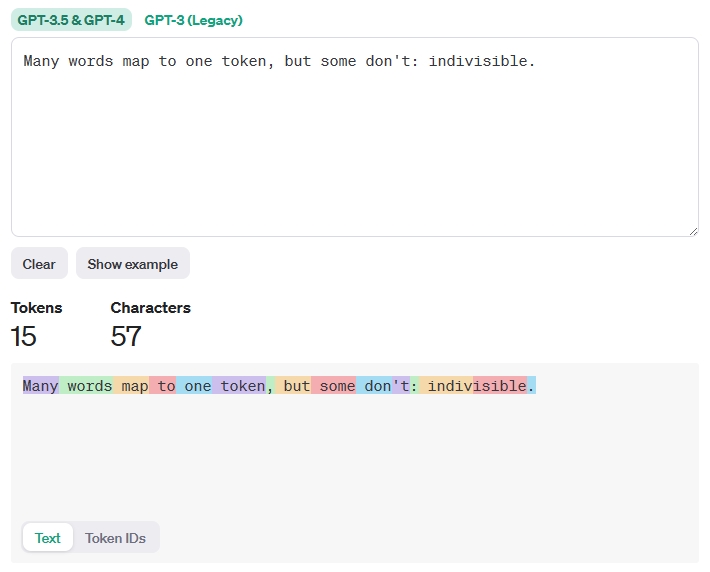 GPT-3.5 & GPT-4 GPT-3 (Legacy)
Many words map to one token, but some don't: indivisible.
Clear Show example
Tokens Characters
15 57
Many words map to one token, but some don't: indivisible.
Text Token IDs